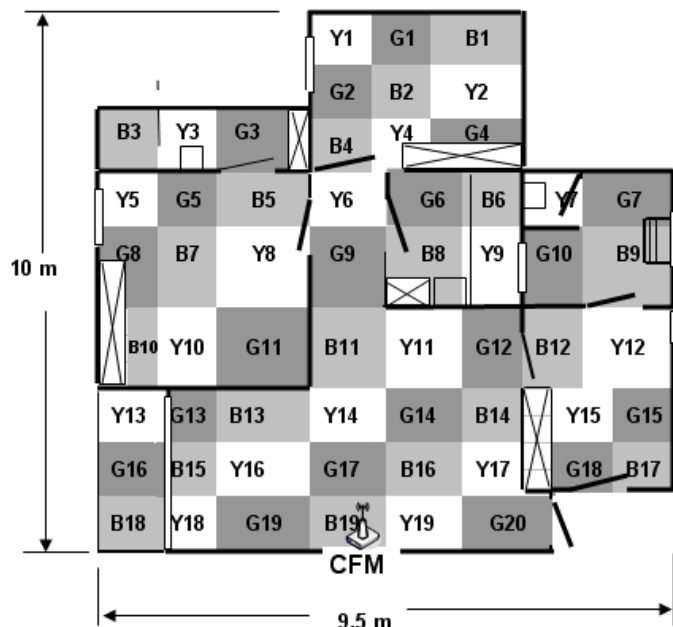 Y1 G1 B1
G2 B2 Y2
B3 Y3 G3 B4 Y4 G4
Y5 G5 B5 Y6 G6 B6 Y7 G7
G8 B7 Y8 G9 B8 Y9 G10 B9
10 m
B10 Y10 G11 B11 Y11 G12 B12 Y12
Y13 G13 B13 Y14 G14 B14 Y15 G15
G16 B15 Y16 G17 B16 Y17 G18 B17
B18 Y18 G19 B19 Y19 G20
CFM
9.5 m